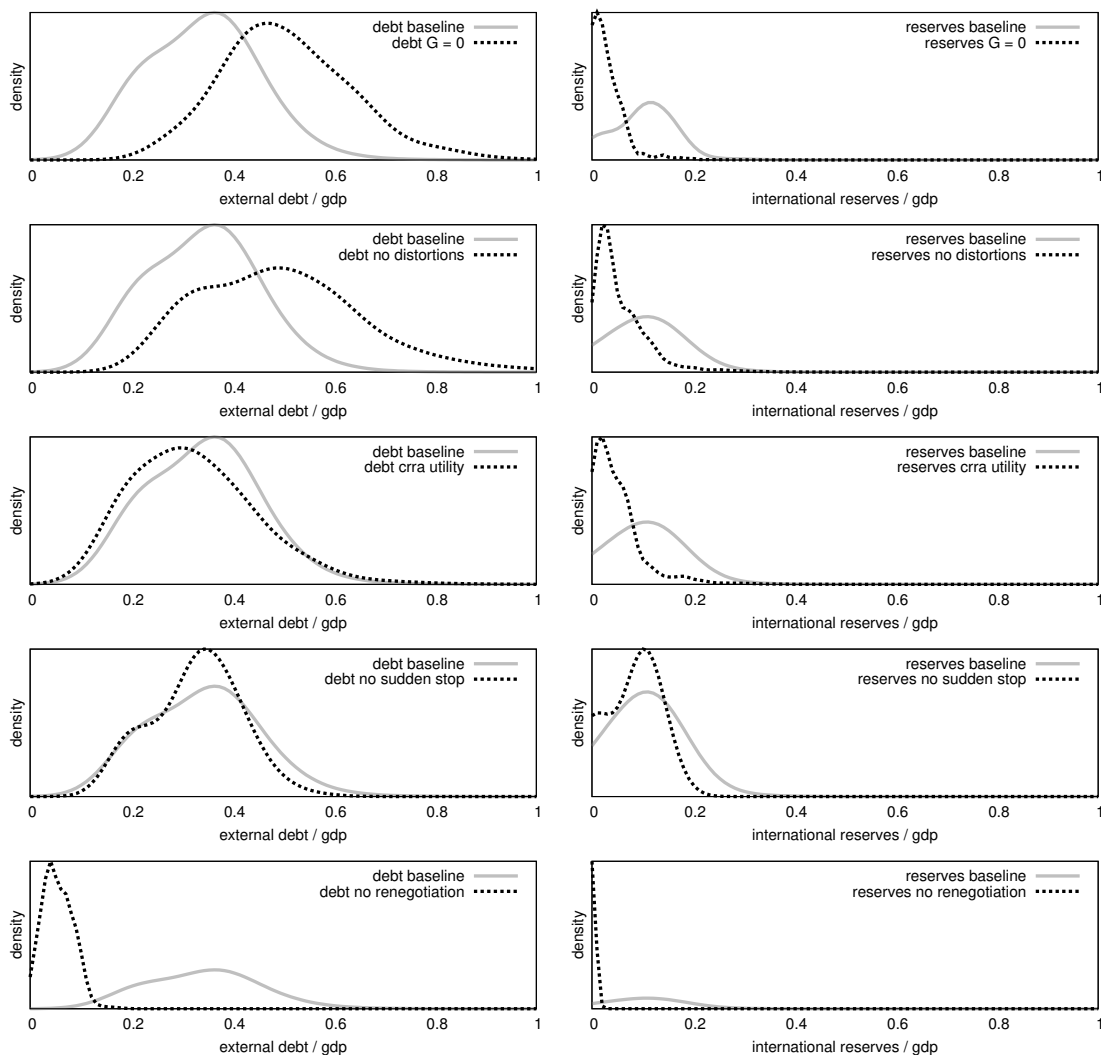 debt baseline
debt G = 0
density
0 0.2 0.4 0.6 0.8 1
external debt / gdp
reserves baseline
reserves G = 0
density
0 0.2 0.4 0.6 0.8 1
international reserves / gdp
debt baseline
debt no distortions
density
0 0.2 0.4 0.6 0.8 1
external debt / gdp
reserves baseline
reserves no distortions
density
0 0.2 0.4 0.6 0.8 1
international reserves / gdp
debt baseline
debt crra utility
density
0 0.2 0.4 0.6 0.8 1
external debt / gdp
reserves baseline
reserves crra utility
density
0 0.2 0.4 0.6 0.8 1
international reserves / gdp
debt baseline
debt no sudden stop
density
0 0.2 0.4 0.6 0.8 1
external debt / gdp
reserves baseline
reserves no sudden stop
density
0 0.2 0.4 0.6 0.8 1
international reserves / gdp
debt baseline
debt no renegotiation
density
0 0.2 0.4 0.6 0.8 1
external debt / gdp
reserves baseline
reserves no renegotiation
density
0 0.2 0.4 0.6 0.8 1
international reserves / gdp